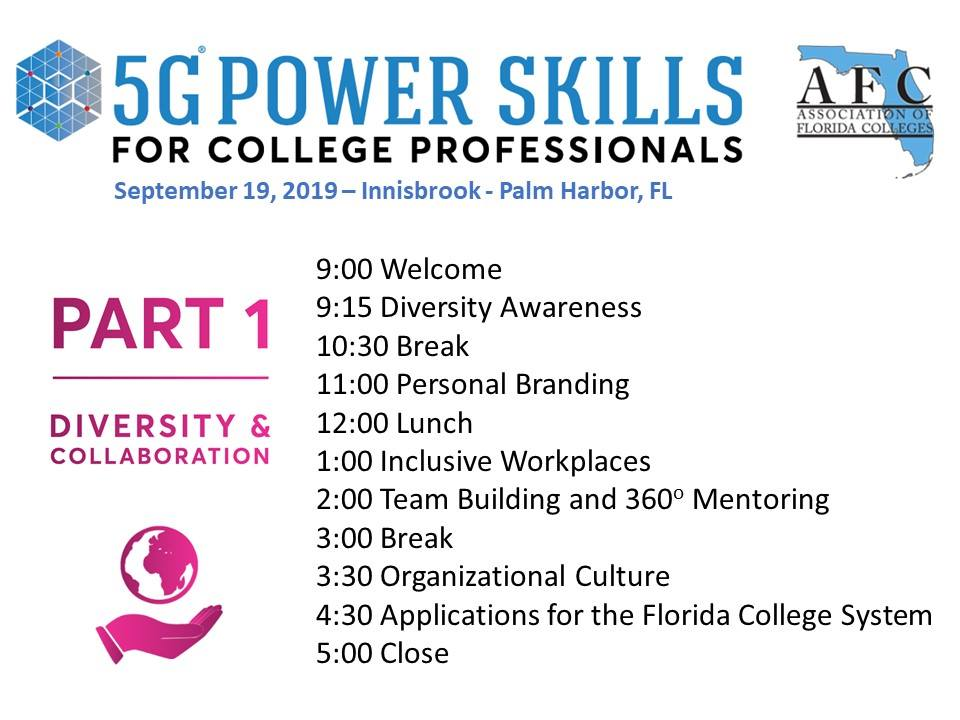 5G® POWER SKILLS
FOR COLLEGE PROFESSIONALS
September 19, 2019 – Innisbrook - Palm Harbor, FL
AFC
ASSOCIATION OF
FLORIDA COLLEGES
PART 1
DIVERSITY &
COLLABORATION
9:00 Welcome
9:15 Diversity Awareness
10:30 Break
11:00 Personal Branding
12:00 Lunch
1:00 Inclusive Workplaces
2:00 Team Building and 360º Mentoring
3:00 Break
3:30 Organizational Culture
4:30 Applications for the Florida College System
5:00 Close